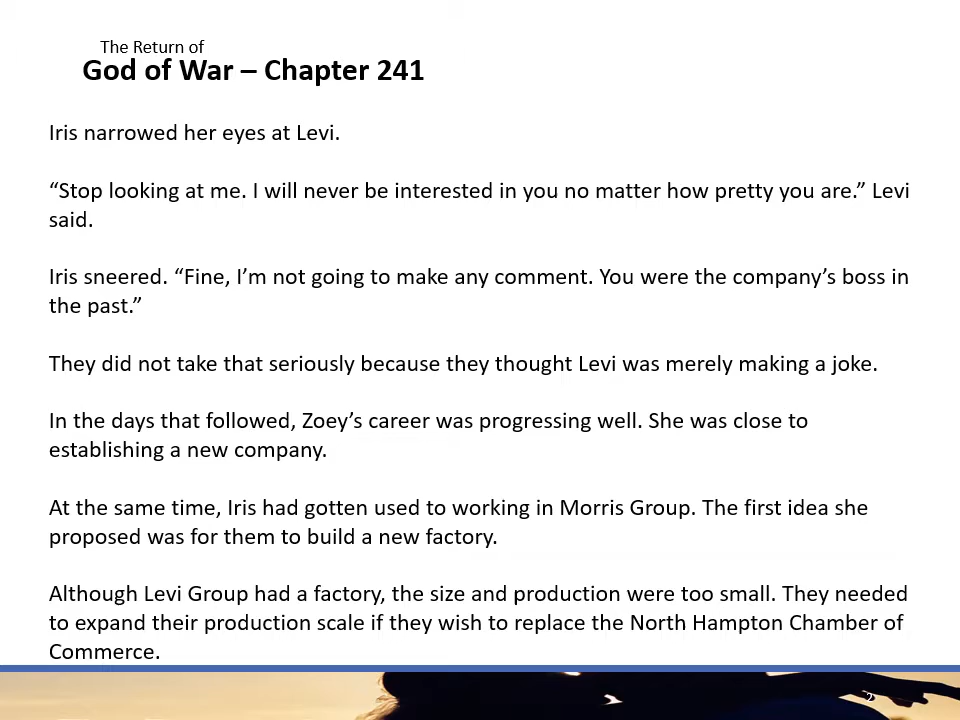 The Return of
God of War – Chapter 241
Iris narrowed her eyes at Levi.
“Stop looking at me. I will never be interested in you no matter how pretty you are.” Levi
said.
Iris sneered. “Fine, I’m not going to make any comment. You were the company’s boss in
the past.”
They did not take that seriously because they thought Levi was merely making a joke.
In the days that followed, Zoey’s career was progressing well. She was close to
establishing a new company.
At the same time, Iris had gotten used to working in Morris Group. The first idea she
proposed was for them to build a new factory.
Although Levi Group had a factory, the size and production were too small. They needed
to expand their production scale if they wish to replace the North Hampton Chamber of
Commerce.
2